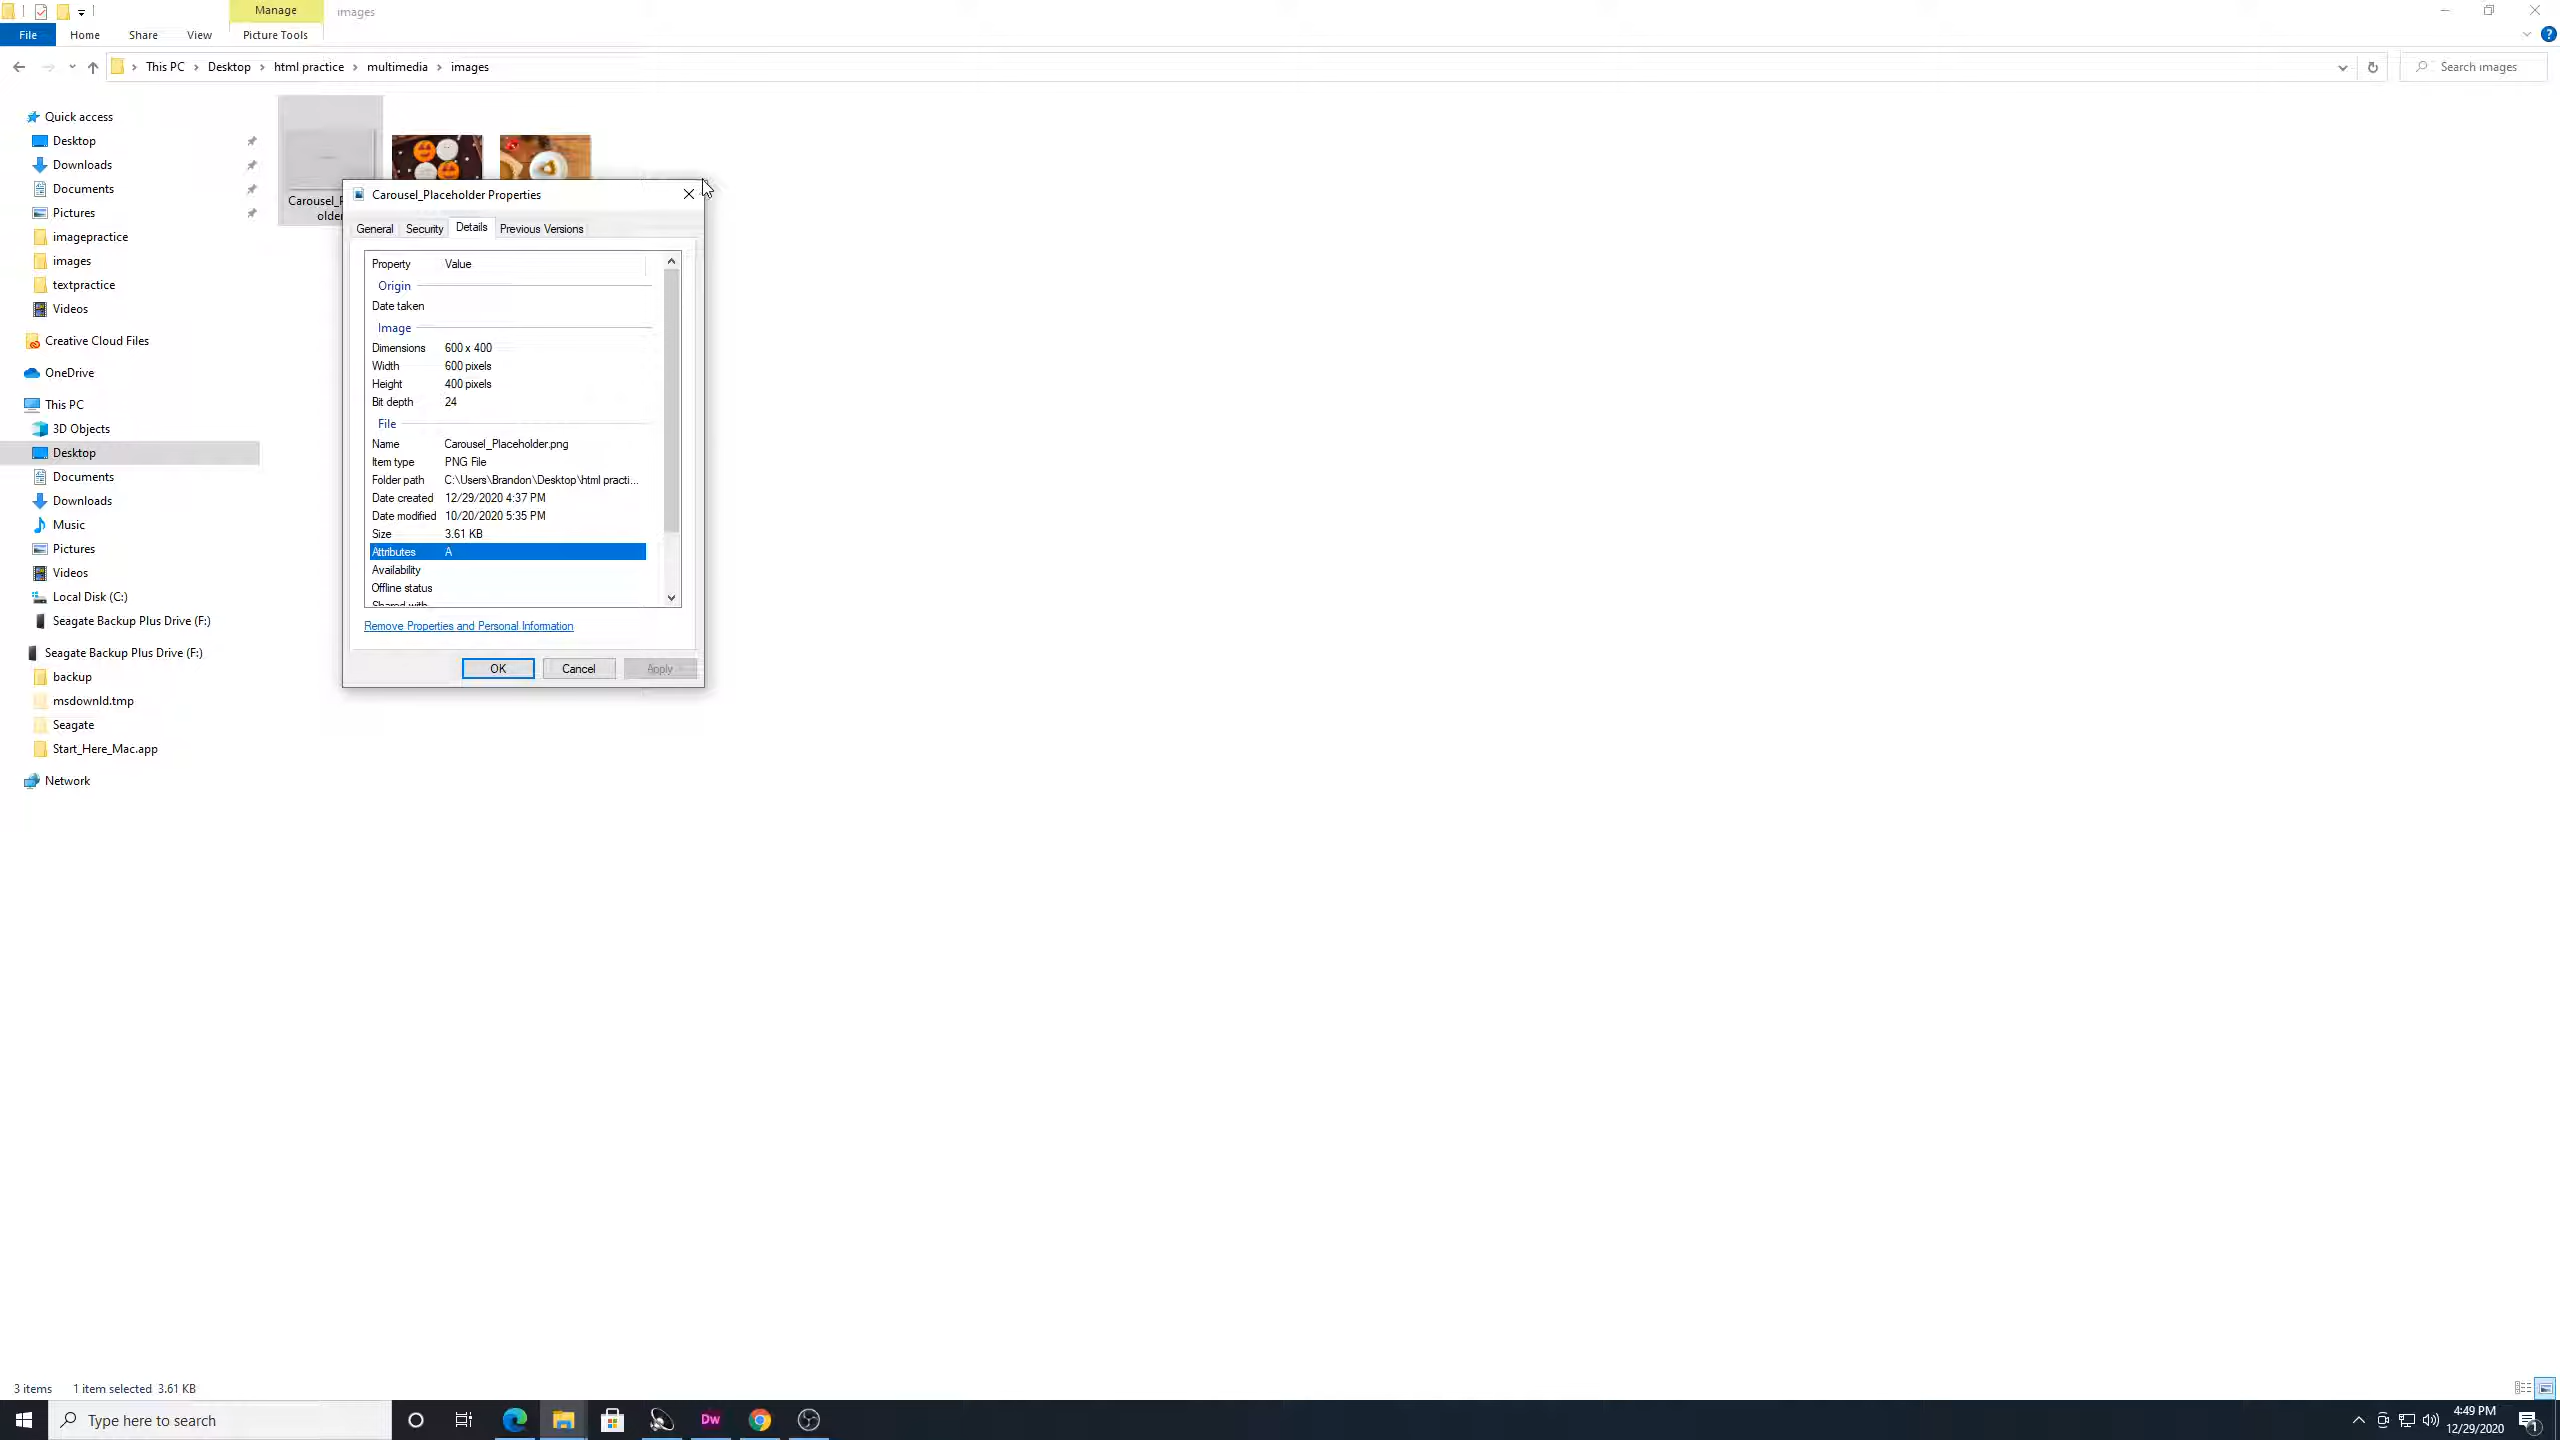 Manage
images
File
Home
Share
View
Picture Tools
This PC
Desktop
html practice
multimedia
images
Search images
Quick access
Desktop
Downloads
Documents
Pictures
imagepractice
images
textpractice
Videos
Creative Cloud Files
OneDrive
This PC
3D Objects
Desktop
Documents
Downloads
Music
Pictures
Videos
Local Disk (C:)
Seagate Backup Plus Drive (F:)
Seagate Backup Plus Drive (F:)
backup
msdownld.tmp
Seagate
Start_Here_Mac.app
Network
Carousel_P
older
Carousel_Placeholder Properties
General
Security
Details
Previous Versions
Property Value
Origin
Date taken
Image
Dimensions 600 x 400
Width 600 pixels
Height 400 pixels
Bit depth 24
File
Name Carousel_Placeholder.png
Item type PNG File
Folder path C:\Users\Brandon\Desktop\html practi...
Date created 12/29/2020 4:37 PM
Date modified 10/20/2020 5:35 PM
Size 3.61 KB
Attributes A
Availability
Offline status
Shared with
Remove Properties and Personal Information
OK
Cancel
Apply
3 items
1 item selected 3.61 KB
Type here to search
Dw
4:49 PM
12/29/2020
1